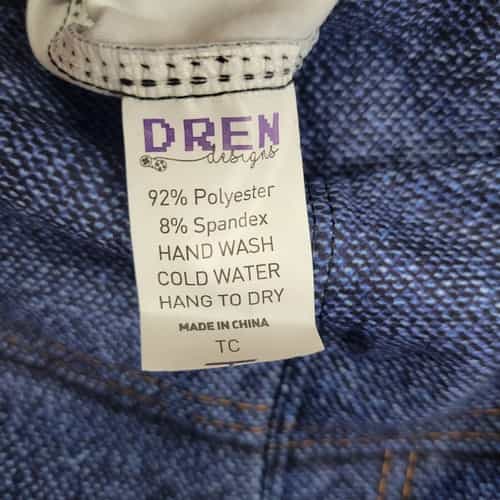 DREN
designs
92% Polyester
8% Spandex
HAND WASH
COLD WATER
HANG TO DRY
MADE IN CHINA
TC